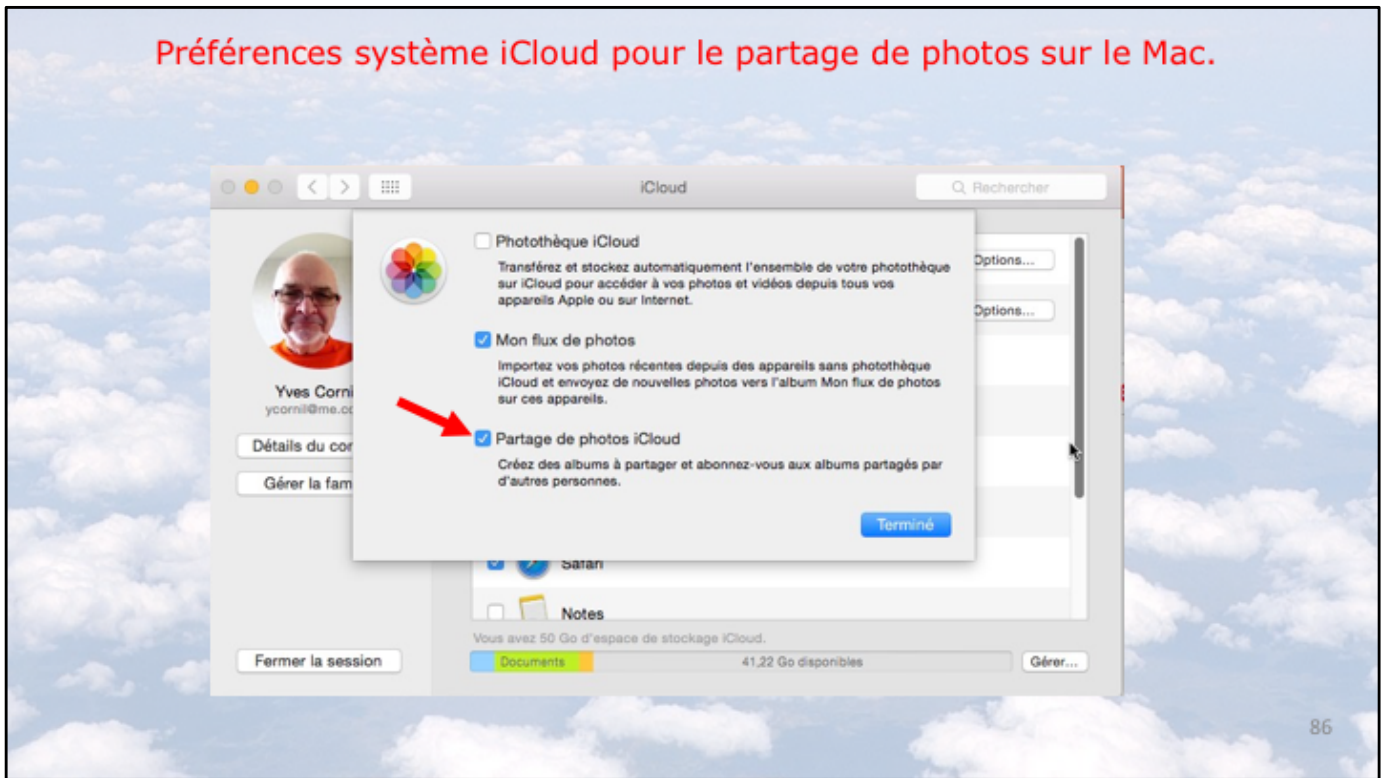 Préférences système iCloud pour le partage de photos sur le Mac.
iCloud
Rechercher
Photothèque iCloud
Transférez et stockez automatiquement l'ensemble de votre photothèque
sur iCloud pour accéder à vos photos et vidéos depuis tous vos
appareils Apple ou sur Internet.
Options...
Options...
Mon flux de photos
Importez vos photos récentes depuis des appareils sans photothèque
iCloud et envoyez de nouvelles photos vers l'album Mon flux de photos
sur ces appareils.
Yves Corni
ycornil@me.co
Partage de photos iCloud
Créez des albums à partager et abonnez-vous aux albums partagés par
d'autres personnes.
Détails du com
Gérer la fam
Terminé
Safari
Notes
Vous avez 50 Go d'espace de stockage iCloud.
Fermer la session
Documents
41,22 Go disponibles
Gérer...
86